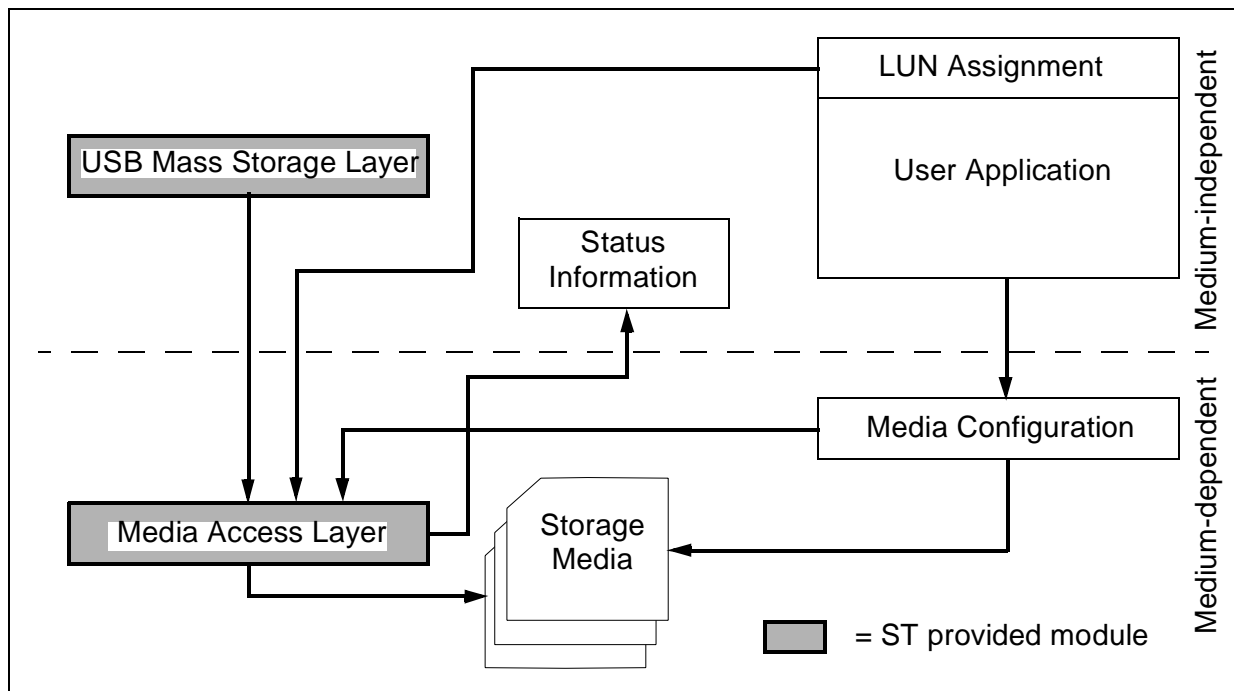 LUN Assignment
USB Mass Storage Layer
User Application
Status
Information
Medium-independent
Media Configuration
Media Access Layer
Storage
Media
Medium-dependent
= ST provided module